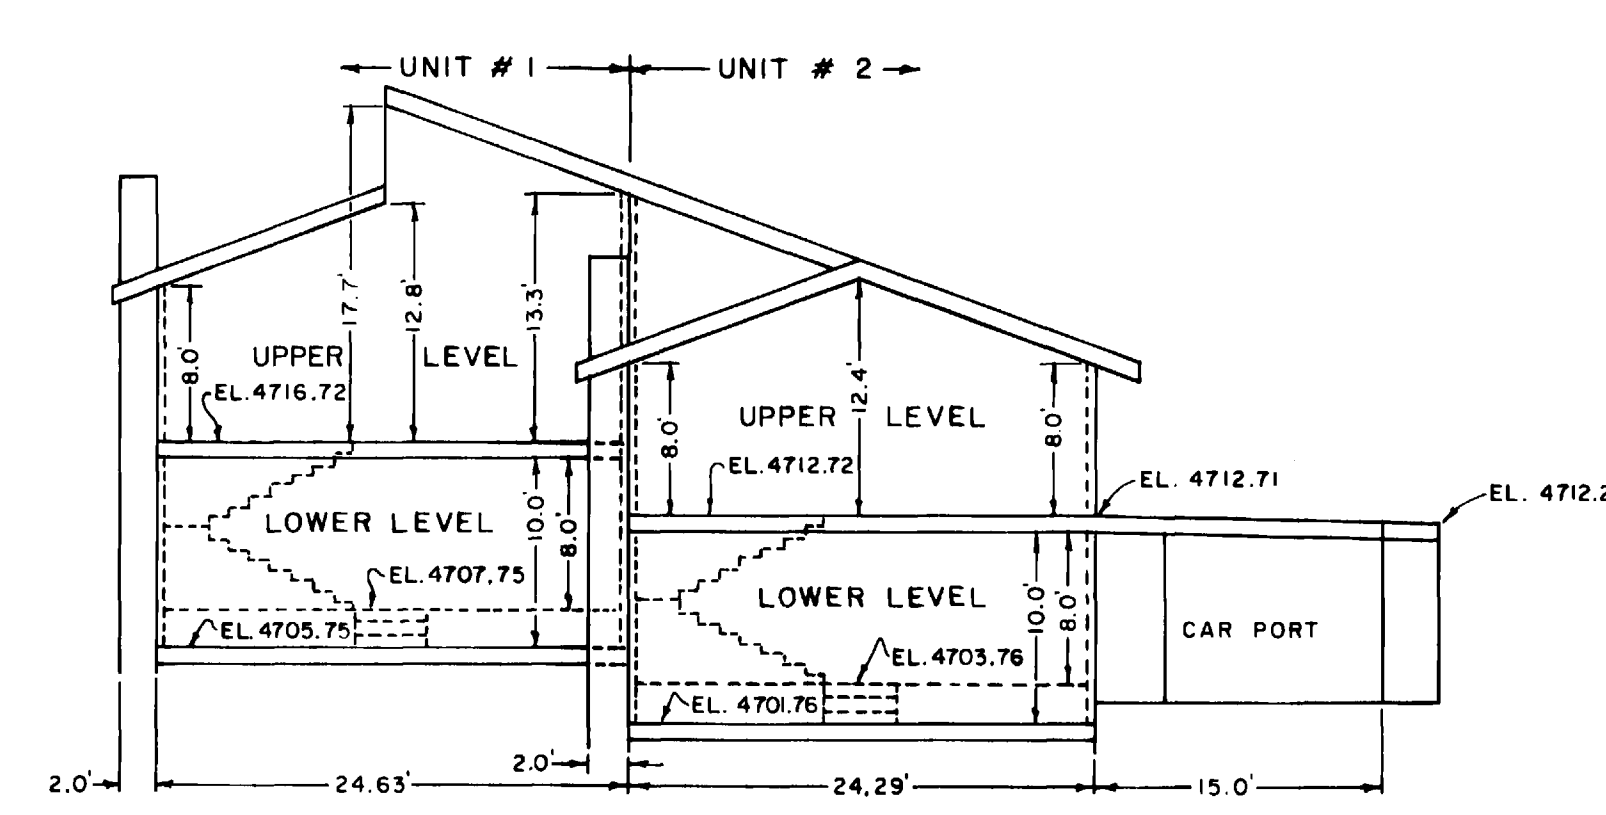 UNIT # 1
UNIT # 2
17.7'
12.8'
13.3'
8.0'
UPPER LEVEL
EL. 4716.72
12.4'
8.0'
8.0'
UPPER LEVEL
EL. 4712.72
EL. 4712.71
EL. 4712.2
LOWER LEVEL
10.0'
8.0'
EL. 4707.75
EL. 4705.75
LOWER LEVEL
10.0'
8.0'
CAR PORT
EL. 4703.76
EL. 4701.76
2.0'
2.0'
24.63'
24.29'
15.0'